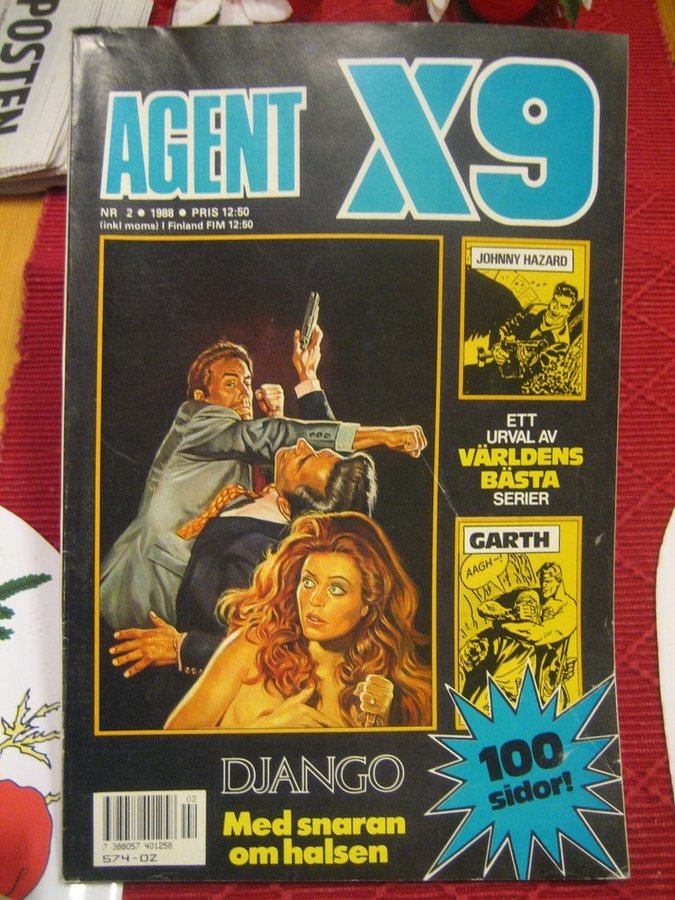 POSTEN
AGENT X9
NR 2 • 1988 • PRIS 12:50
(inkl moms) I Finland FIM 12:50
JOHNNY HAZARD
ETT
URVAL AV
VÄRLDENS
BÄSTA
SERIER
GARTH
AAGH-!
100
sidor!
DJANGO
Med snaran
om halsen
02
7 388057 401258
574-02